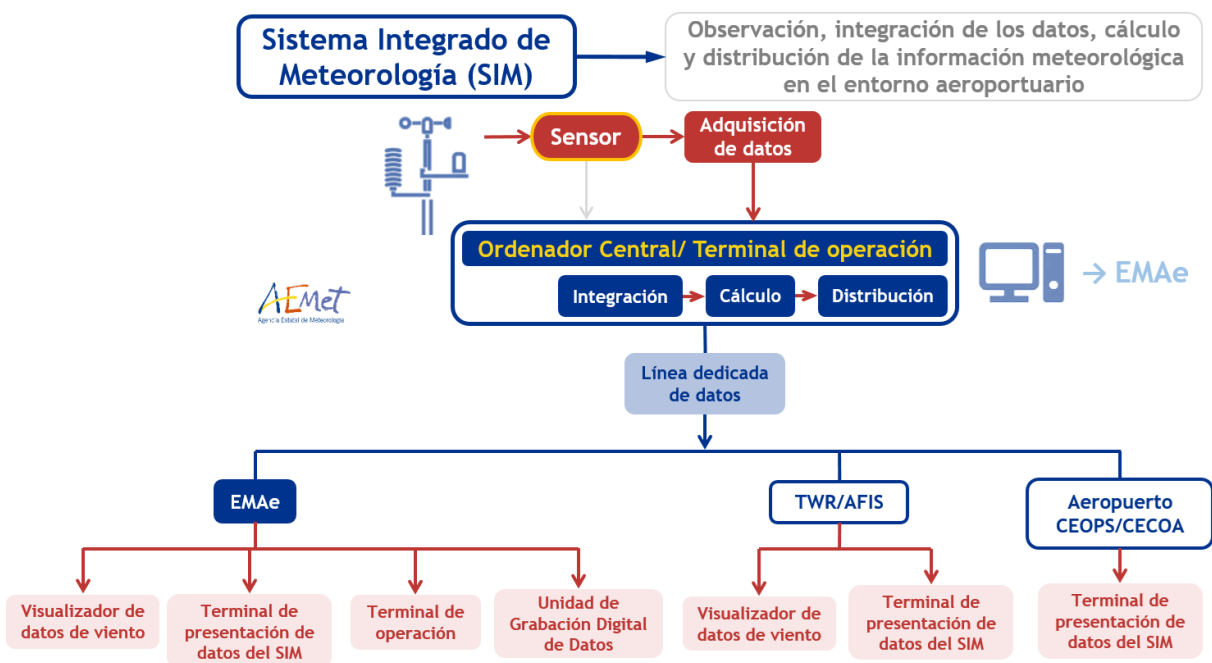 Sistema Integrado de
Meteorología (SIM)
Observación, integración de los datos, cálculo
y distribución de la información meteorológica
en el entorno aeroportuario
Sensor
Adquisición
de datos
Ordenador Central/ Terminal de operación
Integración
Cálculo
Distribución
EMAe
AEMet
Agencia Estatal de Meteorología
Línea dedicada
de datos
EMAe
TWR/AFIS
Aeropuerto
CEOPS/CECOA
Visualizador de
datos de viento
Terminal de
presentación de
datos del SIM
Terminal de
operación
Unidad de
Grabación Digital
de Datos
Visualizador de
datos de viento
Terminal de
presentación de
datos del SIM
Terminal de
presentación de
datos del SIM